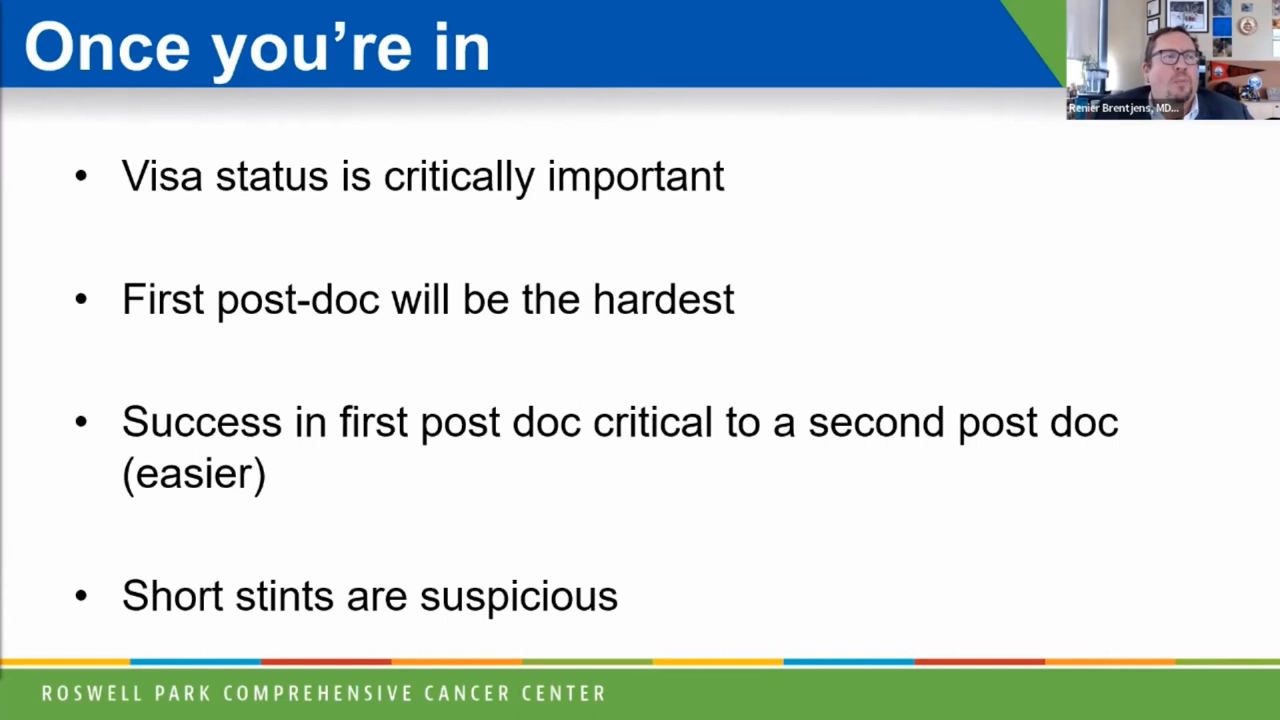 Once you're in
Renier Brentjens, MD...
• Visa status is critically important
• First post-doc will be the hardest
• Success in first post doc critical to a second post doc
(easier)
• Short stints are suspicious
ROSWELL PARK COMPREHENSIVE CANCER CENTER